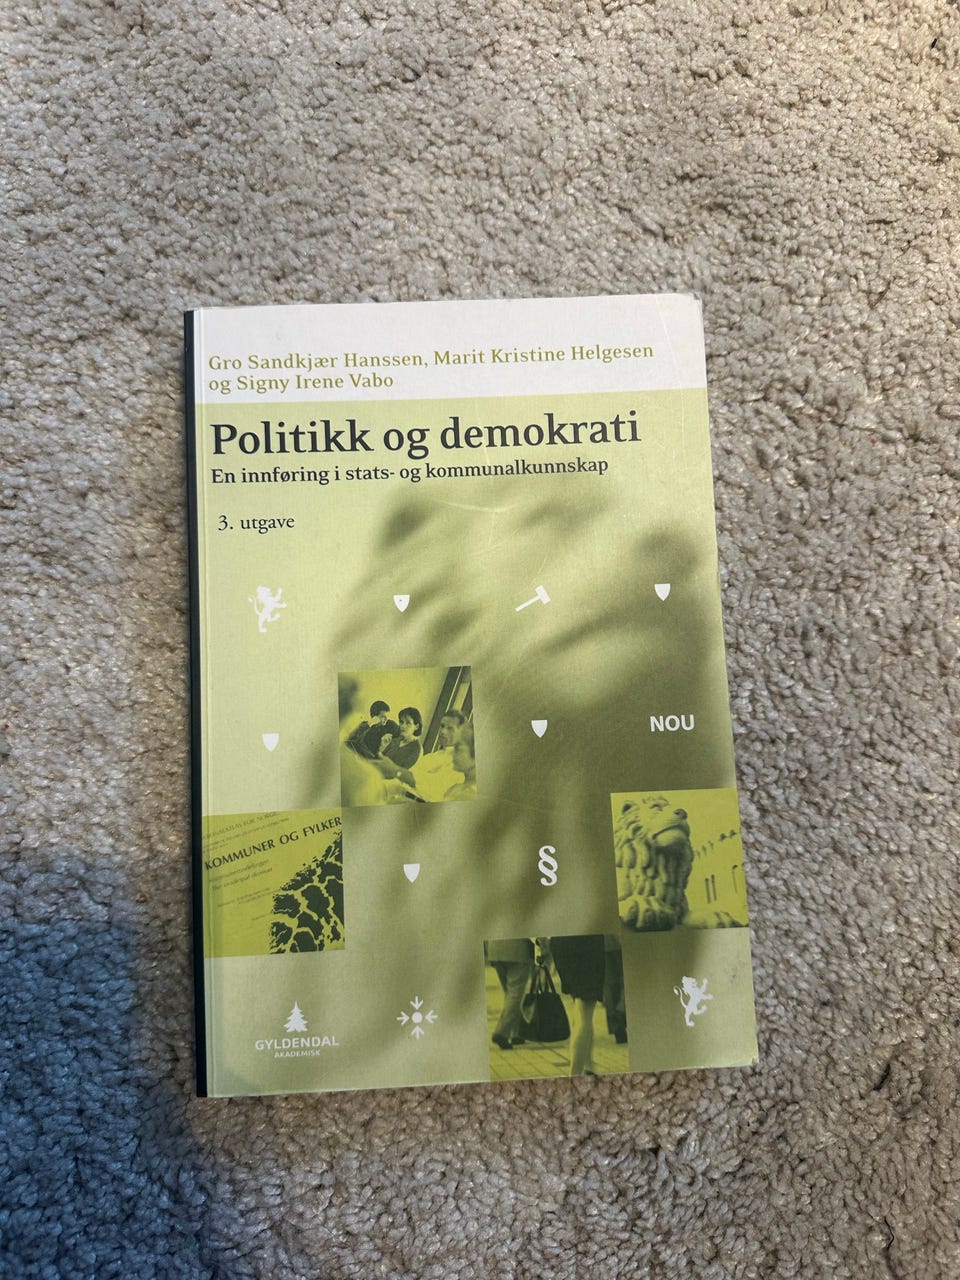 Gro Sandkjær Hanssen, Marit Kristine Helgesen
og Signy Irene Vabo
Politikk og demokrati
En innføring i stats- og kommunalkunnskap
3. utgave
NOU
KOMMUNER OG FYLKER
§
GYLDENDAL
AKADEMISK